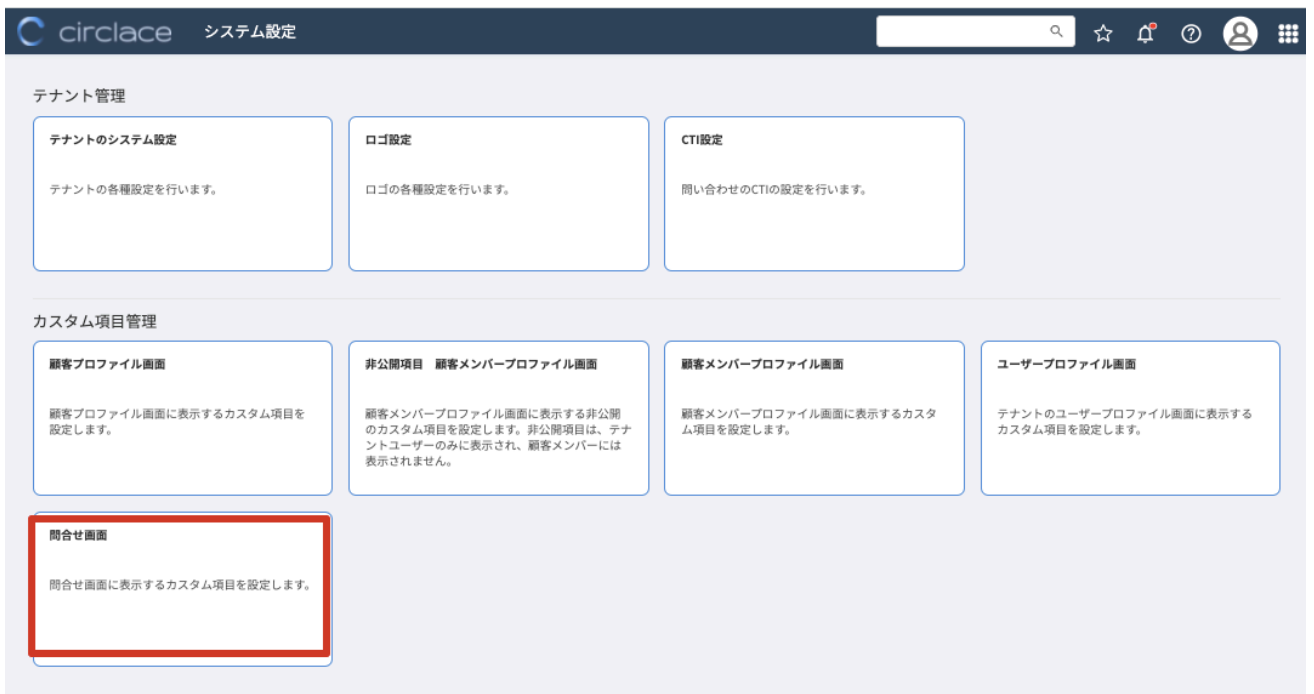 circlace システム設定
テナント管理
テナントのシステム設定
テナントの各種設定を行います。
ロゴ設定
ロゴの各種設定を行います。
CTI設定
問い合わせのCTIの設定を行います。
カスタム項目管理
顧客プロファイル画面
顧客プロファイル画面に表示するカスタム項目を
設定します。
非公開項目　顧客メンバープロファイル画面
顧客メンバープロファイル画面に表示する非公開
のカスタム項目を設定します。非公開項目は、テナ
ントユーザーのみに表示され、顧客メンバーには
表示されません。
顧客メンバープロファイル画面
顧客メンバープロファイル画面に表示するカスタ
ム項目を設定します。
ユーザープロファイル画面
テナントのユーザープロファイル画面に表示する
カスタム項目を設定します。
問合せ画面
問合せ画面に表示するカスタム項目を設定します。